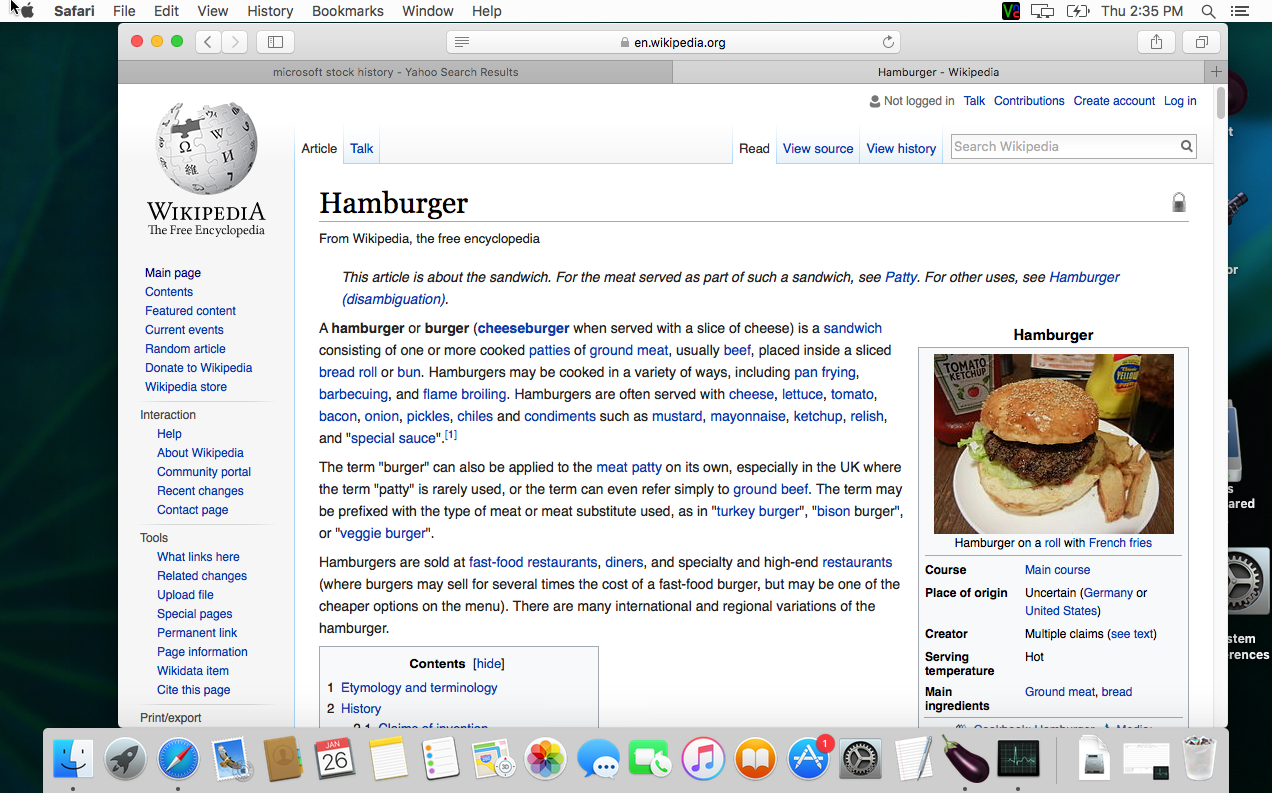 Safari File Edit View History Bookmarks Window Help Thu 2:35 PM
en.wikipedia.org
microsoft stock history - Yahoo Search Results
Hamburger - Wikipedia
Not logged in Talk Contributions Create account Log in
Article Talk Read View source View history Search Wikipedia
WIKIPEDIA
The Free Encyclopedia
Main page
Contents
Featured content
Current events
Random article
Donate to Wikipedia
Wikipedia store
Interaction
Help
About Wikipedia
Community portal
Recent changes
Contact page
Tools
What links here
Related changes
Upload file
Special pages
Permanent link
Page information
Wikidata item
Cite this page
Print/export
Hamburger
From Wikipedia, the free encyclopedia
This article is about the sandwich. For the meat served as part of such a sandwich, see Patty. For other uses, see Hamburger
(disambiguation).
A hamburger or burger (cheeseburger when served with a slice of cheese) is a sandwich
consisting of one or more cooked patties of ground meat, usually beef, placed inside a sliced
bread roll or bun. Hamburgers may be cooked in a variety of ways, including pan frying,
barbecuing, and flame broiling. Hamburgers are often served with cheese, lettuce, tomato,
bacon, onion, pickles, chiles and condiments such as mustard, mayonnaise, ketchup, relish,
and "special sauce".[1]
The term "burger" can also be applied to the meat patty on its own, especially in the UK where
the term "patty" is rarely used, or the term can even refer simply to ground beef. The term may
be prefixed with the type of meat or meat substitute used, as in "turkey burger", "bison burger",
or "veggie burger".
Hamburgers are sold at fast-food restaurants, diners, and specialty and high-end restaurants
(where burgers may sell for several times the cost of a fast-food burger, but may be one of the
cheaper options on the menu). There are many international and regional variations of the
hamburger.
Contents [hide]
1 Etymology and terminology
2 History
2.1 Claims of invention
Hamburger
TOMATO
KETCHUP
YELLOW
Hamburger on a roll with French fries
Course Main course
Place of origin Uncertain (Germany or
United States)
Creator Multiple claims (see text)
Serving
temperature Hot
Main
ingredients Ground meat, bread
Cookbook: Hamburger Media:
t
or
s
ared
stem
rences
JAN
26
3D
1